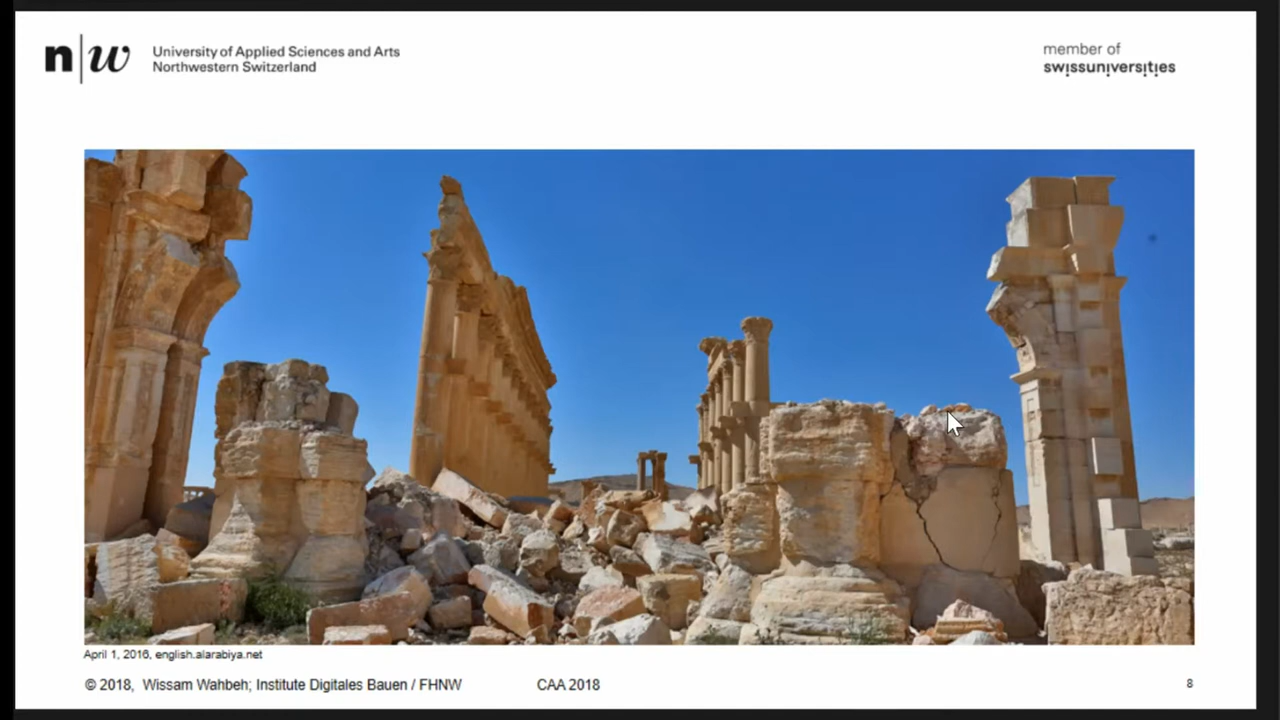 n|w University of Applied Sciences and Arts
Northwestern Switzerland
member of
swissuniversities
April 1, 2016, english.alarabiya.net
© 2018, Wissam Wahbeh; Institute Digitales Bauen / FHNW CAA 2018 8